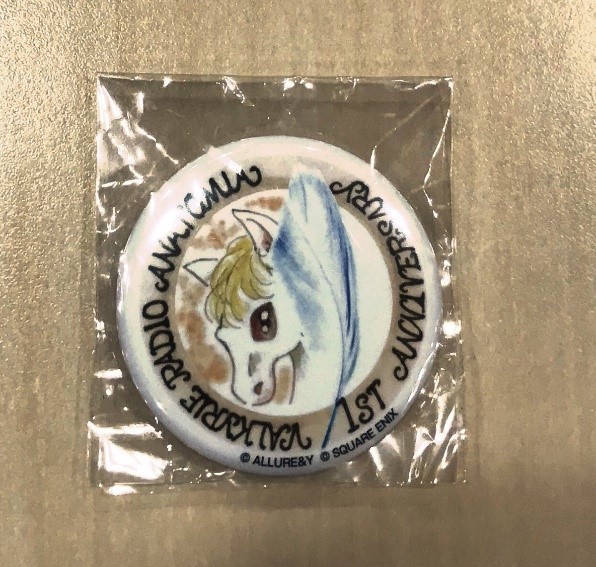 VALKYRIE RADIO ANATOMIA
1ST ANNIVERSARY
© ALLURE&Y © SQUARE ENIX